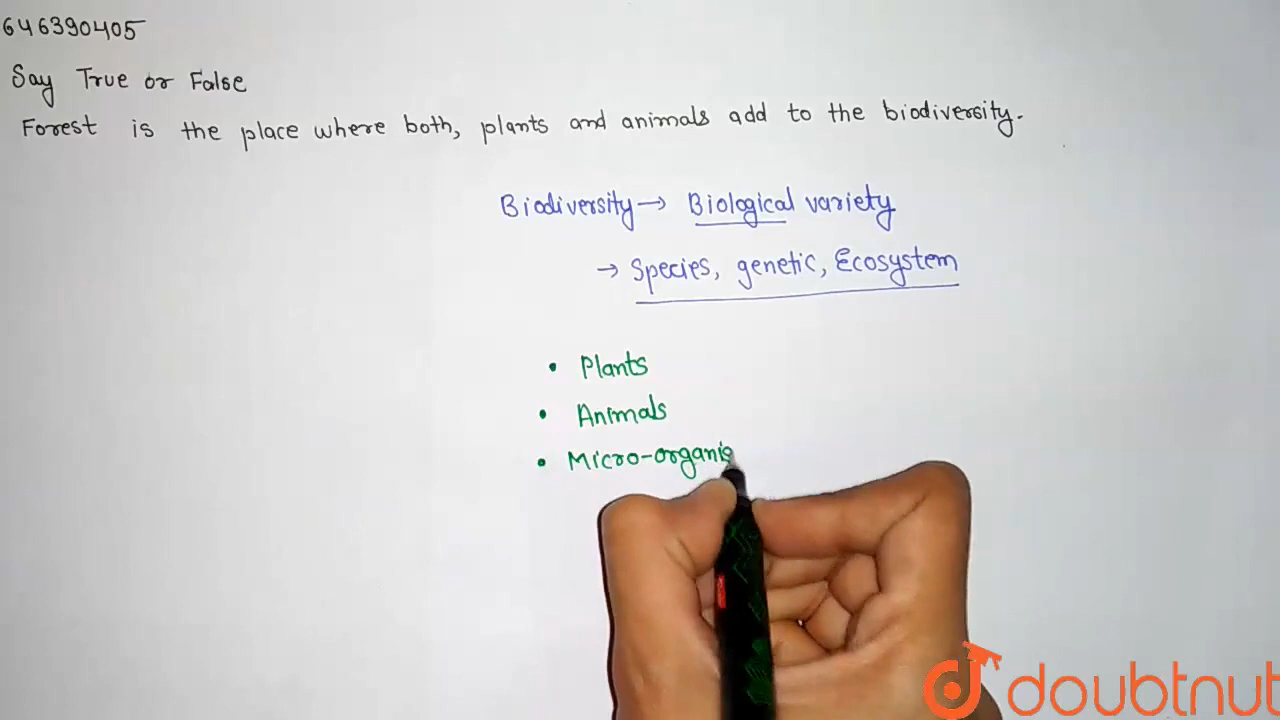 646390405
Say True or False
Forest is the place where both, plants and animals add to the biodiversity.
Biodiversity → Biological variety
→ Species, genetic, Ecosystem
• Plants
• Animals
• Micro-organis
doubtnut